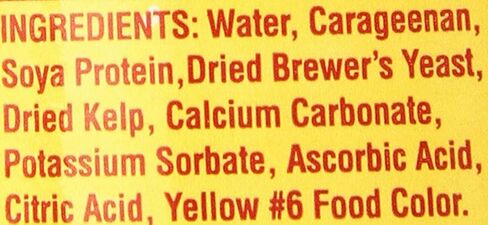 INGREDIENTS: Water, Carageenan,
Soya Protein,Dried Brewer's Yeast,
Dried Kelp, Calcium Carbonate,
Potassium Sorbate, Ascorbic Acid,
Citric Acid, Yellow #6 Food Color.